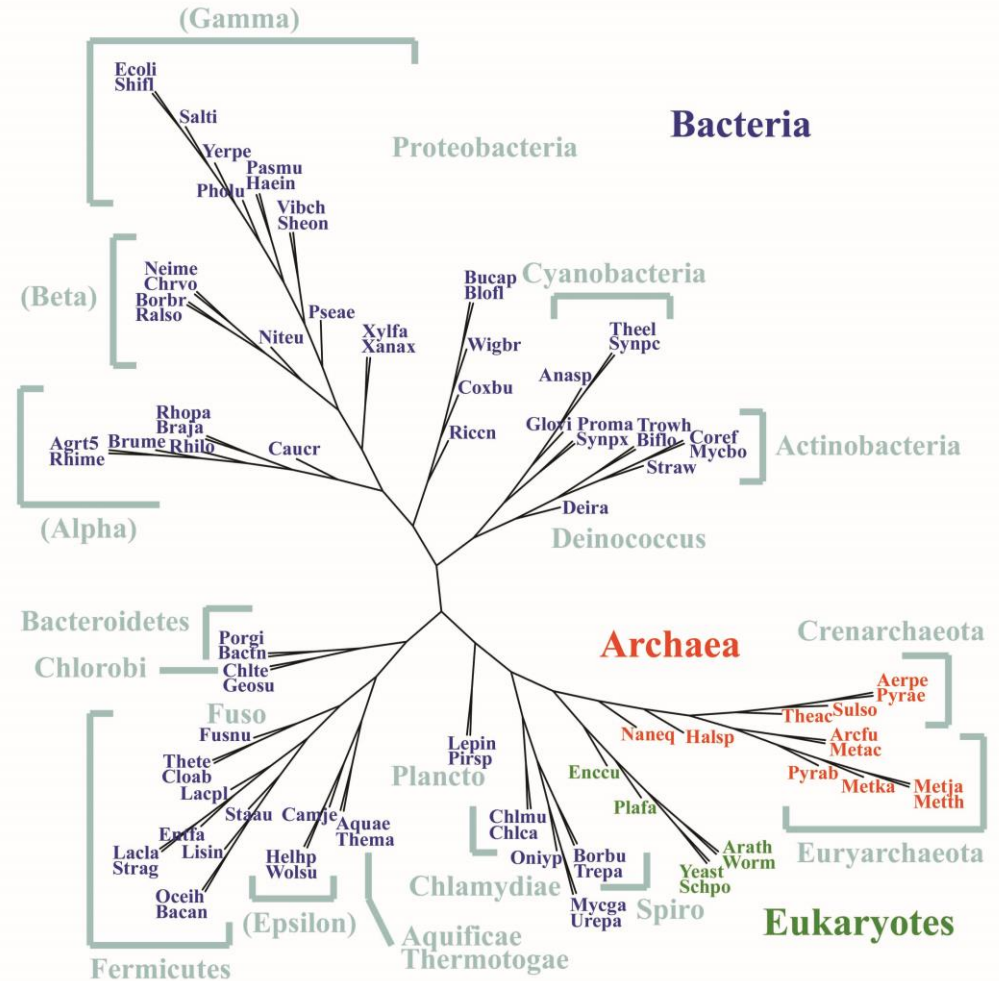 (Gamma)
Ecoli
Shifl
Salti
Bacteria
Proteobacteria
Yerpe
Pasmu
Haein
Pholu
Vibch
Sheon
(Beta)
Neime
Chrvo
Borbr
Ralso
Niteu
Pseae
Xylfa
Xanax
Bucap
Blofl
Wigbr
Coxbu
Riccn
Cyanobacteria
Theel
Synpc
Anasp
Glovi Proma Trowh
Synpx Biflo
Coref
Mycbo
Straw
Actinobacteria
Deira
Deinococcus
Rhopa
Braja
Agrt5 Brume Rhilo
Rhime
Caucr
(Alpha)
Bacteroidetes
Porgi
Bactn
Chlorobi
Chlte
Geosu
Archaea
Crenarchaeota
Aerpe
Pyrae
Theac Sulso
Naneq Halsp
Arcfu
Metac
Pyrab
Metka
Metja
Metth
Euryarchaeota
Fuso
Fusnu
Thete
Cloab
Lacpl
Staau
Camje
Aquae
Thema
Entfa
Lacla
Strag
Lisin
Helhp
Wolsu
Oceih
Bacan
(Epsilon)
Fermicutes
Aquificae
Thermotogae
Lepin
Pirsp
Plancto
Enccu
Plafa
Chlmu
Chlca
Oniyp
Borbu
Trepa
Chlamydiae
Mycga
Urepa
Spiro
Arath
Worm
Yeast
Schpo
Eukaryotes